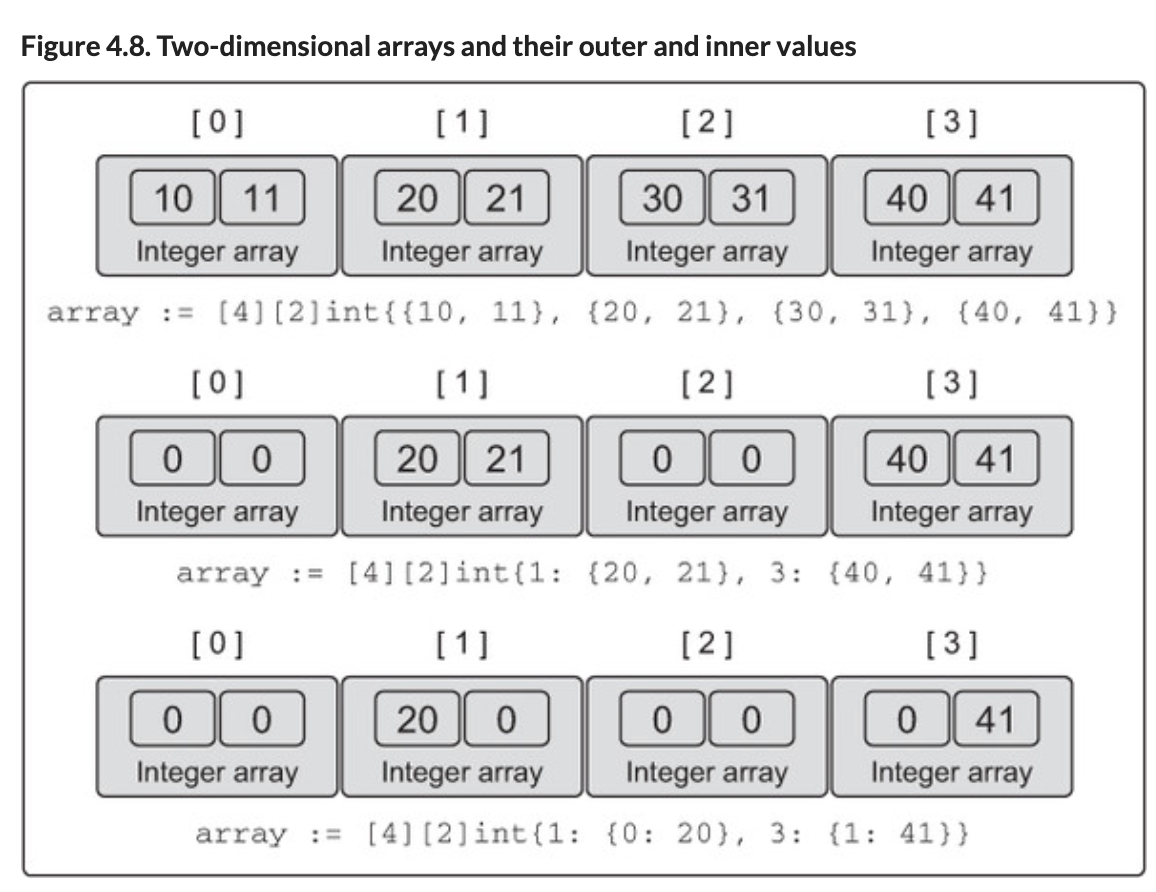 Figure 4.8. Two-dimensional arrays and their outer and inner values
[0] [1] [2] [3]
10 11 20 21 30 31 40 41
Integer array Integer array Integer array Integer array
array := [4][2]int{{10, 11}, {20, 21}, {30, 31}, {40, 41}}
[0] [1] [2] [3]
0 0 20 21 0 0 40 41
Integer array Integer array Integer array Integer array
array := [4][2]int{1: {20, 21}, 3: {40, 41}}
[0] [1] [2] [3]
0 0 20 0 0 0 0 41
Integer array Integer array Integer array Integer array
array := [4][2]int{1: {0: 20}, 3: {1: 41}}